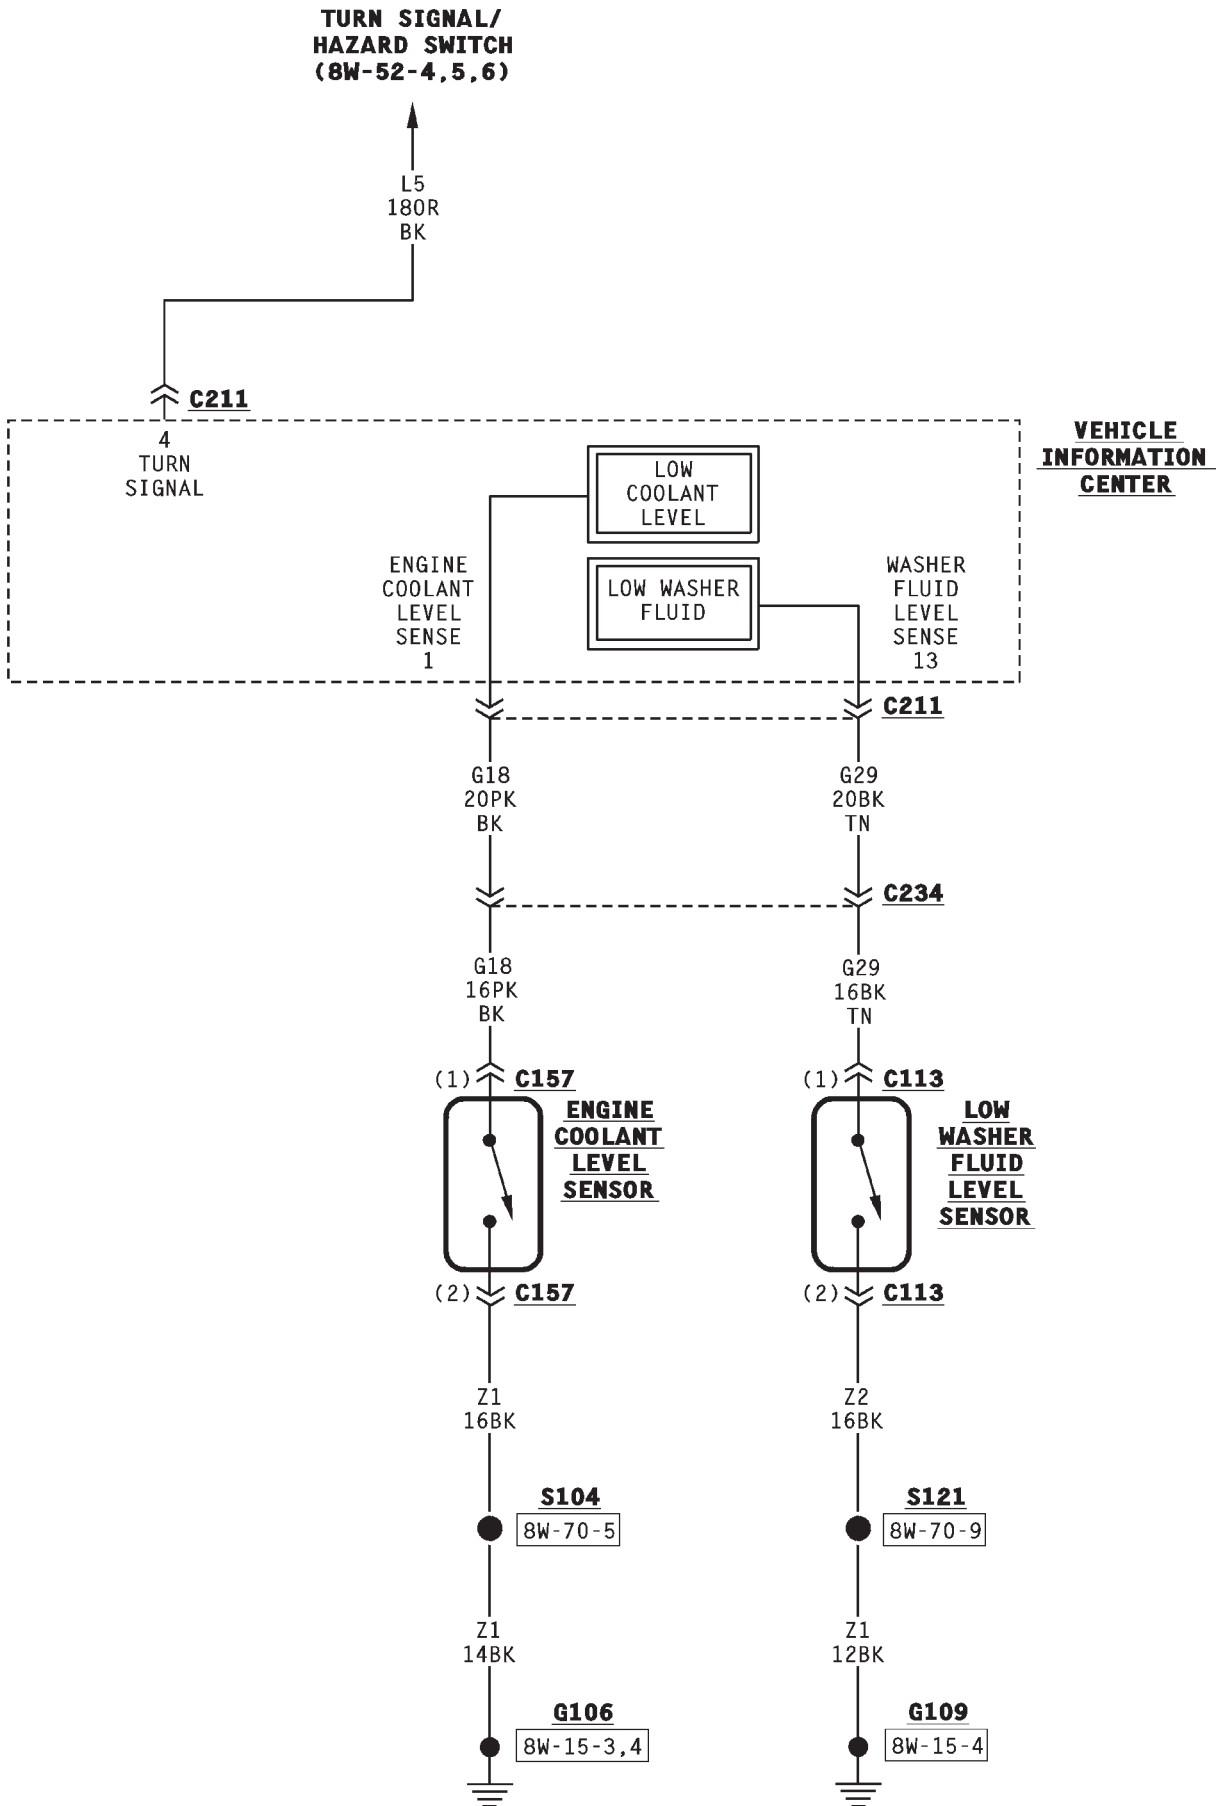 TURN SIGNAL/
HAZARD SWITCH
(8W-52-4,5,6)
L5
18OR
BK
C211
4
TURN
SIGNAL
VEHICLE
INFORMATION
CENTER
LOW
COOLANT
LEVEL
ENGINE
COOLANT
LEVEL
SENSE
1
LOW WASHER
FLUID
WASHER
FLUID
LEVEL
SENSE
13
C211
G18
20PK
BK
G29
20BK
TN
C234
G18
16PK
BK
G29
16BK
TN
(1)
C157
ENGINE
COOLANT
LEVEL
SENSOR
(1)
C113
LOW
WASHER
FLUID
LEVEL
SENSOR
(2)
C157
(2)
C113
Z1
16BK
Z2
16BK
S104
8W-70-5
S121
8W-70-9
Z1
14BK
Z1
12BK
G106
8W-15-3,4
G109
8W-15-4